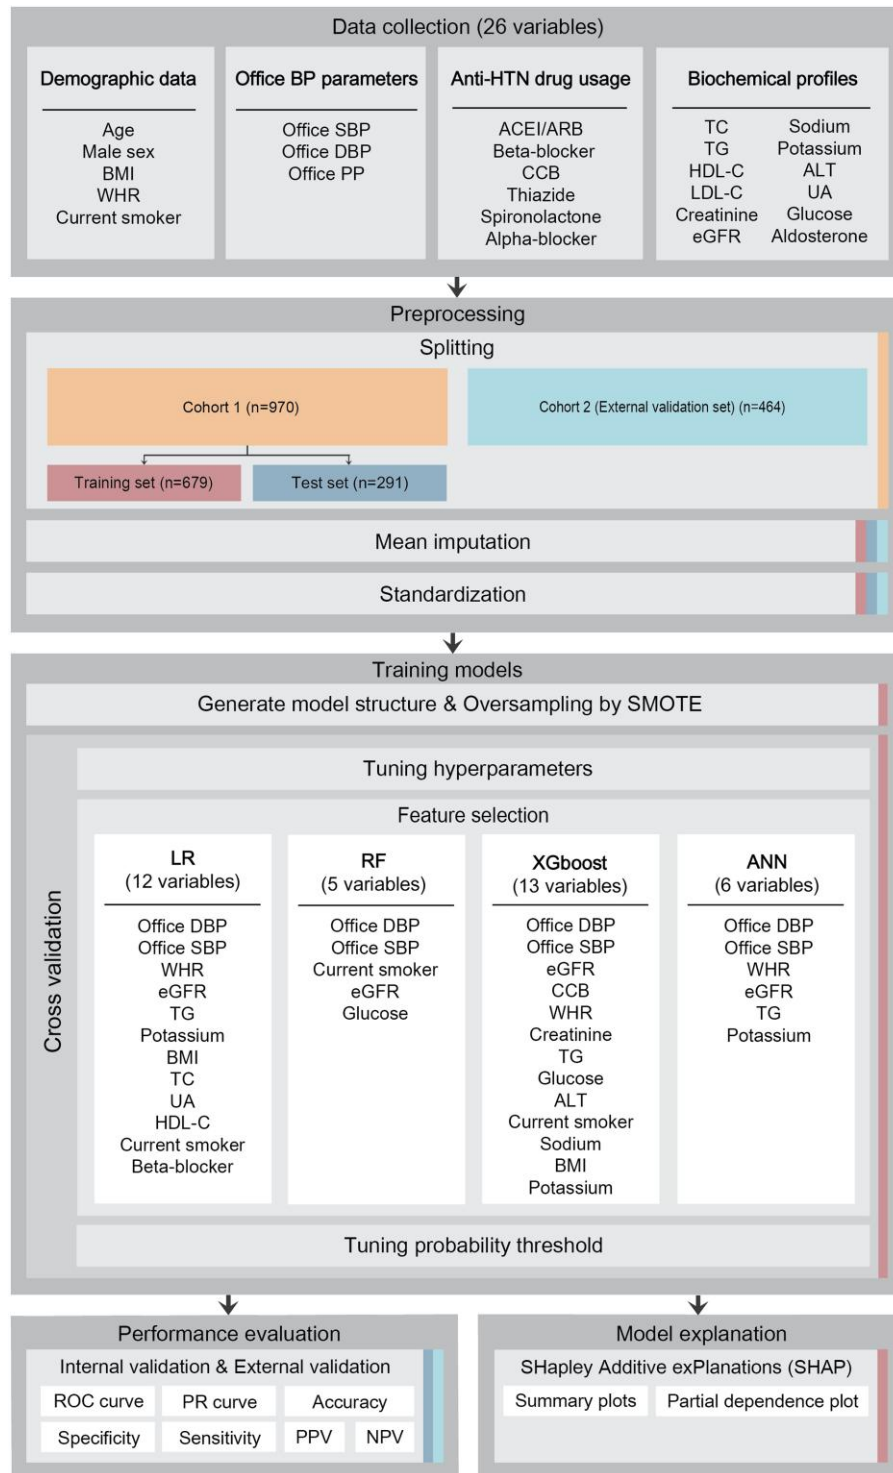 Data collection (26 variables)
Demographic data
Age
Male sex
BMI
WHR
Current smoker
Office BP parameters
Office SBP
Office DBP
Office PP
Anti-HTN drug usage
ACEI/ARB
Beta-blocker
CCB
Thiazide
Spironolactone
Alpha-blocker
Biochemical profiles
TC
TG
HDL-C
LDL-C
Creatinine
eGFR
Sodium
Potassium
ALT
UA
Glucose
Aldosterone
Preprocessing
Splitting
Cohort 1 (n=970)
Cohort 2 (External validation set) (n=464)
Training set (n=679)
Test set (n=291)
Mean imputation
Standardization
Training models
Generate model structure & Oversampling by SMOTE
Cross validation
Tuning hyperparameters
Feature selection
LR
(12 variables)
Office DBP
Office SBP
WHR
eGFR
TG
Potassium
BMI
TC
UA
HDL-C
Current smoker
Beta-blocker
RF
(5 variables)
Office DBP
Office SBP
Current smoker
eGFR
Glucose
XGboost
(13 variables)
Office DBP
Office SBP
eGFR
CCB
WHR
Creatinine
TG
Glucose
ALT
Current smoker
Sodium
BMI
Potassium
ANN
(6 variables)
Office DBP
Office SBP
WHR
eGFR
TG
Potassium
Tuning probability threshold
Performance evaluation
Internal validation & External validation
ROC curve
PR curve
Accuracy
Specificity
Sensitivity
PPV
NPV
Model explanation
SHapley Additive exPlanations (SHAP)
Summary plots
Partial dependence plot